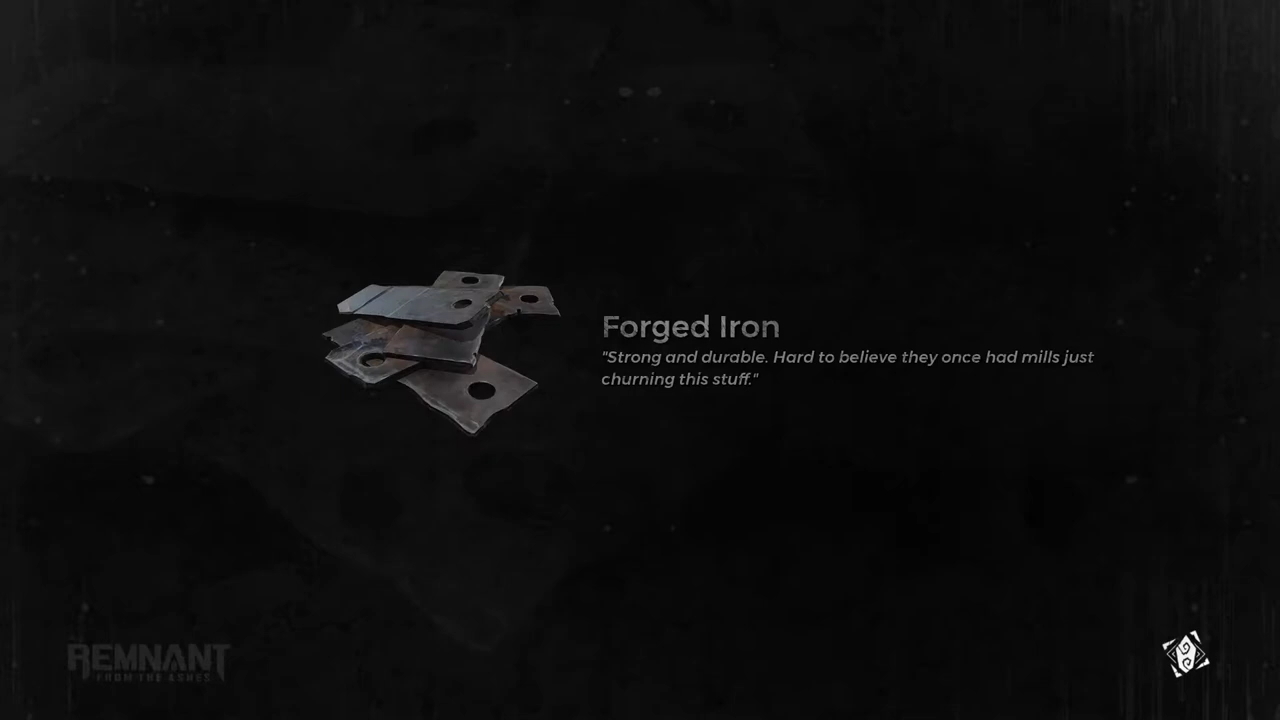 Forged Iron
"Strong and durable. Hard to believe they once had mills just
churning this stuff."
REMNANT
FROM THE ASHES